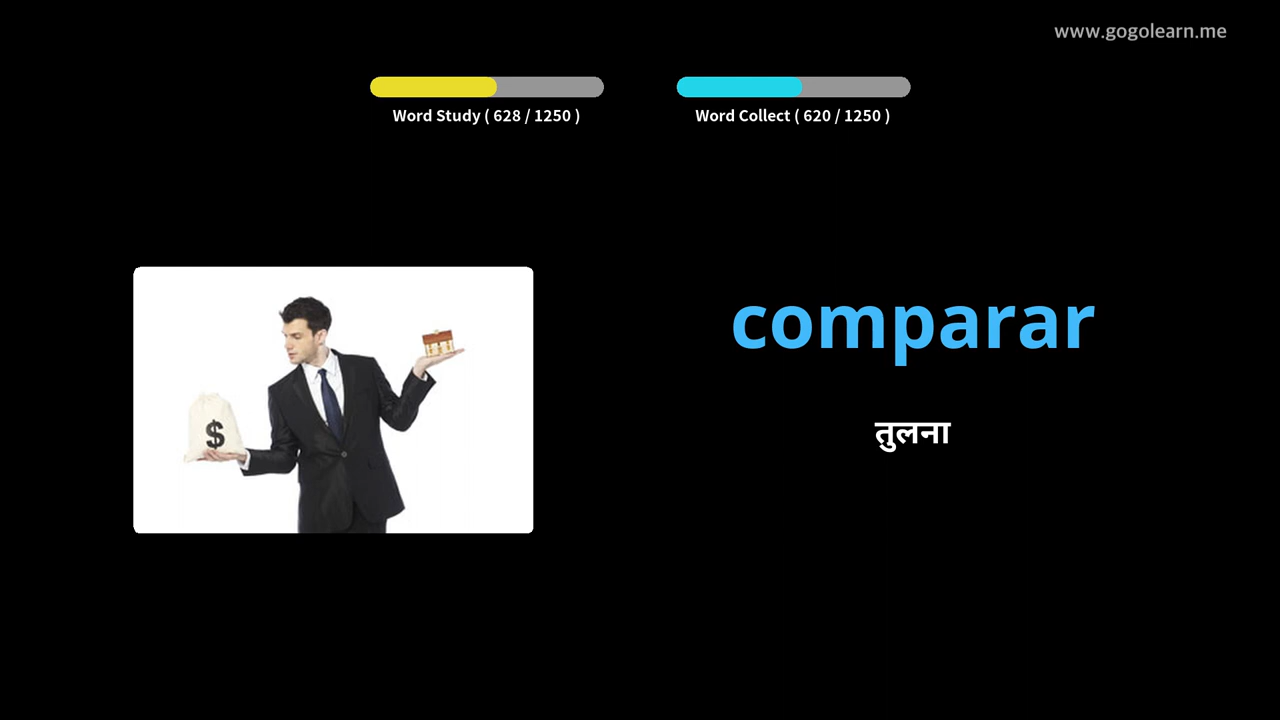 www.gogolearn.me
Word Study ( 628 / 1250 )
Word Collect ( 620 / 1250 )
$
comparar
तुलना